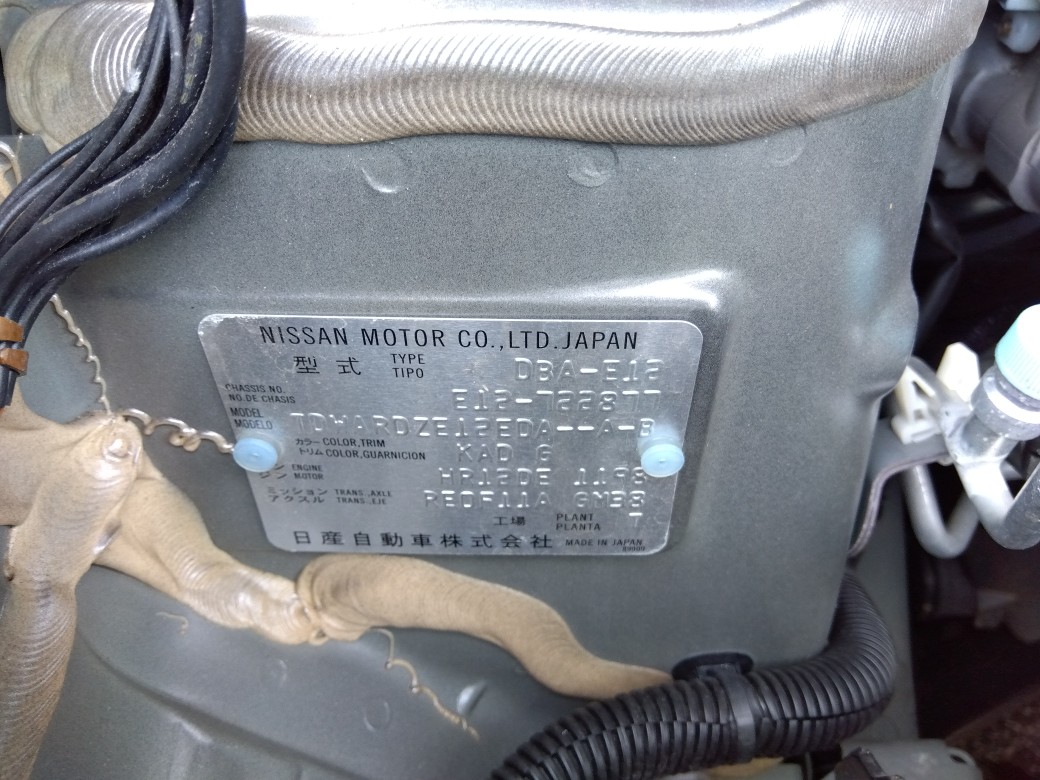 NISSAN MOTOR CO.,LTD.JAPAN
型式 TYPE TIPO DBA-E12
CHASSIS NO. NO.DE CHASIS E12-722877
MODEL MODELO TDWARDZE12EDA--A-B
カラー COLOR,TRIM トリム COLOR,GUARNICION KAD G
ENGINE MOTOR HR12DE 1198
ミッション TRANS.,AXLE アクスル TRANS.,EJE RE0F11A GM38
工場 PLANT PLANTA T
日産自動車株式会社 MADE IN JAPAN